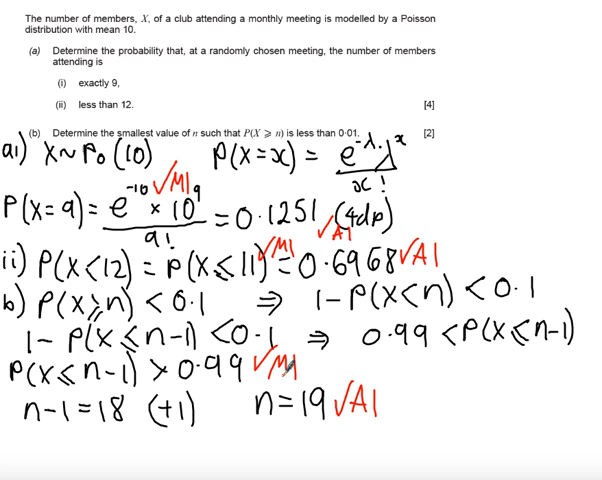 The number of members, X, of a club attending a monthly meeting is modelled by a Poisson
distribution with mean 10.
(a) Determine the probability that, at a randomly chosen meeting, the number of members
attending is
(i) exactly 9,
(ii) less than 12. [4]
(b) Determine the smallest value of n such that P(X ⩾ n) is less than 0·01. [2]
ai) X~Po(10) P(X=x) = e^-λ · λ^x / x!
P(X=9) = e^-10 × 10^9 / 9! = 0.1251 (4dp) √M1 √A1
ii) P(X<12) = P(X≤11) √M1 = 0.6968 √A1
b) P(X⩾n) < 0.1 ⇒ 1-P(X<n) < 0.1
1-P(X≤n-1) < 0.1 ⇒ 0.99 < P(X≤n-1)
P(X≤n-1) > 0.99 √M1
n-1=18 (+1) n=19 √A1